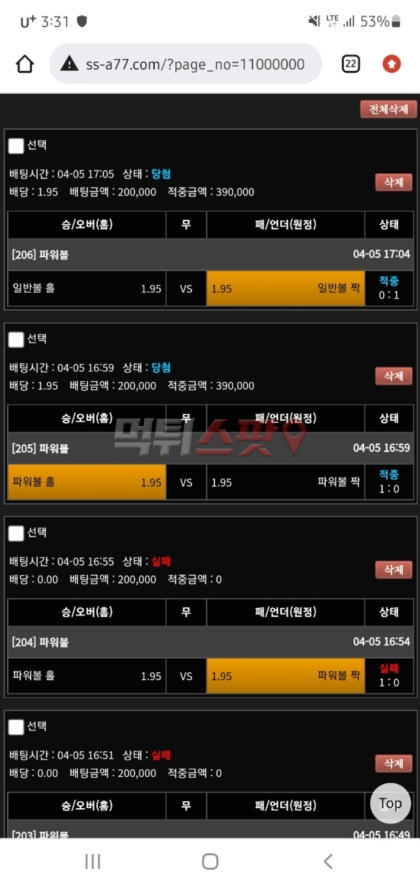 U+ 3:31 LTE 53%
ss-a77.com/?page_no=11000000 22
전체삭제
선택
배팅시간 : 04-05 17:05 상태 : 당첨
배당 : 1.95 배팅금액 : 200,000 적중금액 : 390,000
삭제
승/오버(홈) 무 패/언더(원정) 상태
[206] 파워볼 04-05 17:04
일반볼 홀 1.95 VS 1.95 일반볼 짝 적중
0 : 1
선택
배팅시간 : 04-05 16:59 상태 : 당첨
배당 : 1.95 배팅금액 : 200,000 적중금액 : 390,000
삭제
승/오버(홈) 무 패/언더(원정) 상태
먹튀스팟
[205] 파워볼 04-05 16:59
파워볼 홀 1.95 VS 1.95 파워볼 짝 적중
1 : 0
선택
배팅시간 : 04-05 16:55 상태 : 실패
배당 : 0.00 배팅금액 : 200,000 적중금액 : 0
삭제
승/오버(홈) 무 패/언더(원정) 상태
[204] 파워볼 04-05 16:54
파워볼 홀 1.95 VS 1.95 파워볼 짝 실패
1 : 0
선택
배팅시간 : 04-05 16:51 상태 : 실패
배당 : 0.00 배팅금액 : 200,000 적중금액 : 0
삭제
승/오버(홈) 무 패/언더(원정)
Top
[203] 파워볼 04-05 16:49